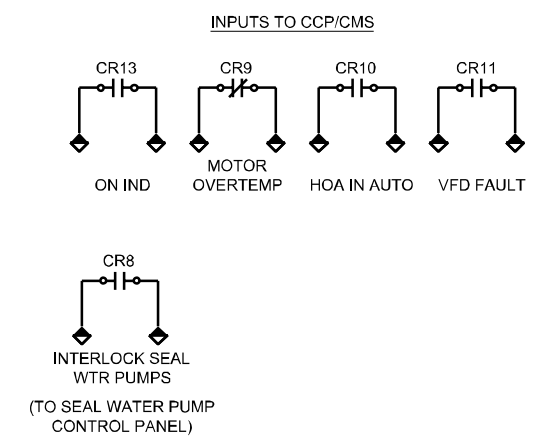 INPUTS TO CCP/CMS
CR13 CR9 CR10 CR11
ON IND MOTOR OVERTEMP HOA IN AUTO VFD FAULT
CR8
INTERLOCK SEAL
WTR PUMPS
(TO SEAL WATER PUMP
CONTROL PANEL)